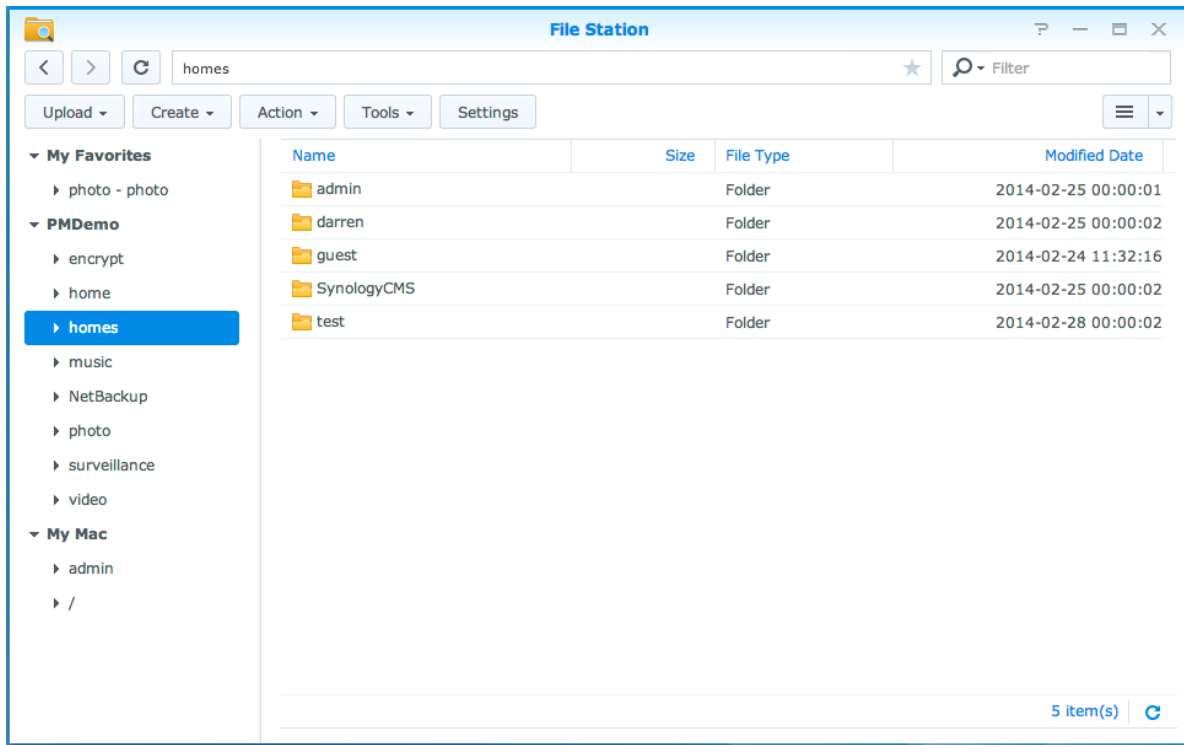 File Station
homes
Filter
Upload Create Action Tools Settings
My Favorites
photo - photo
PMDemo
encrypt
home
homes
music
NetBackup
photo
surveillance
video
My Mac
admin
/
Name Size File Type Modified Date
admin Folder 2014-02-25 00:00:01
darren Folder 2014-02-25 00:00:02
guest Folder 2014-02-24 11:32:16
SynologyCMS Folder 2014-02-25 00:00:02
test Folder 2014-02-28 00:00:02
5 item(s)